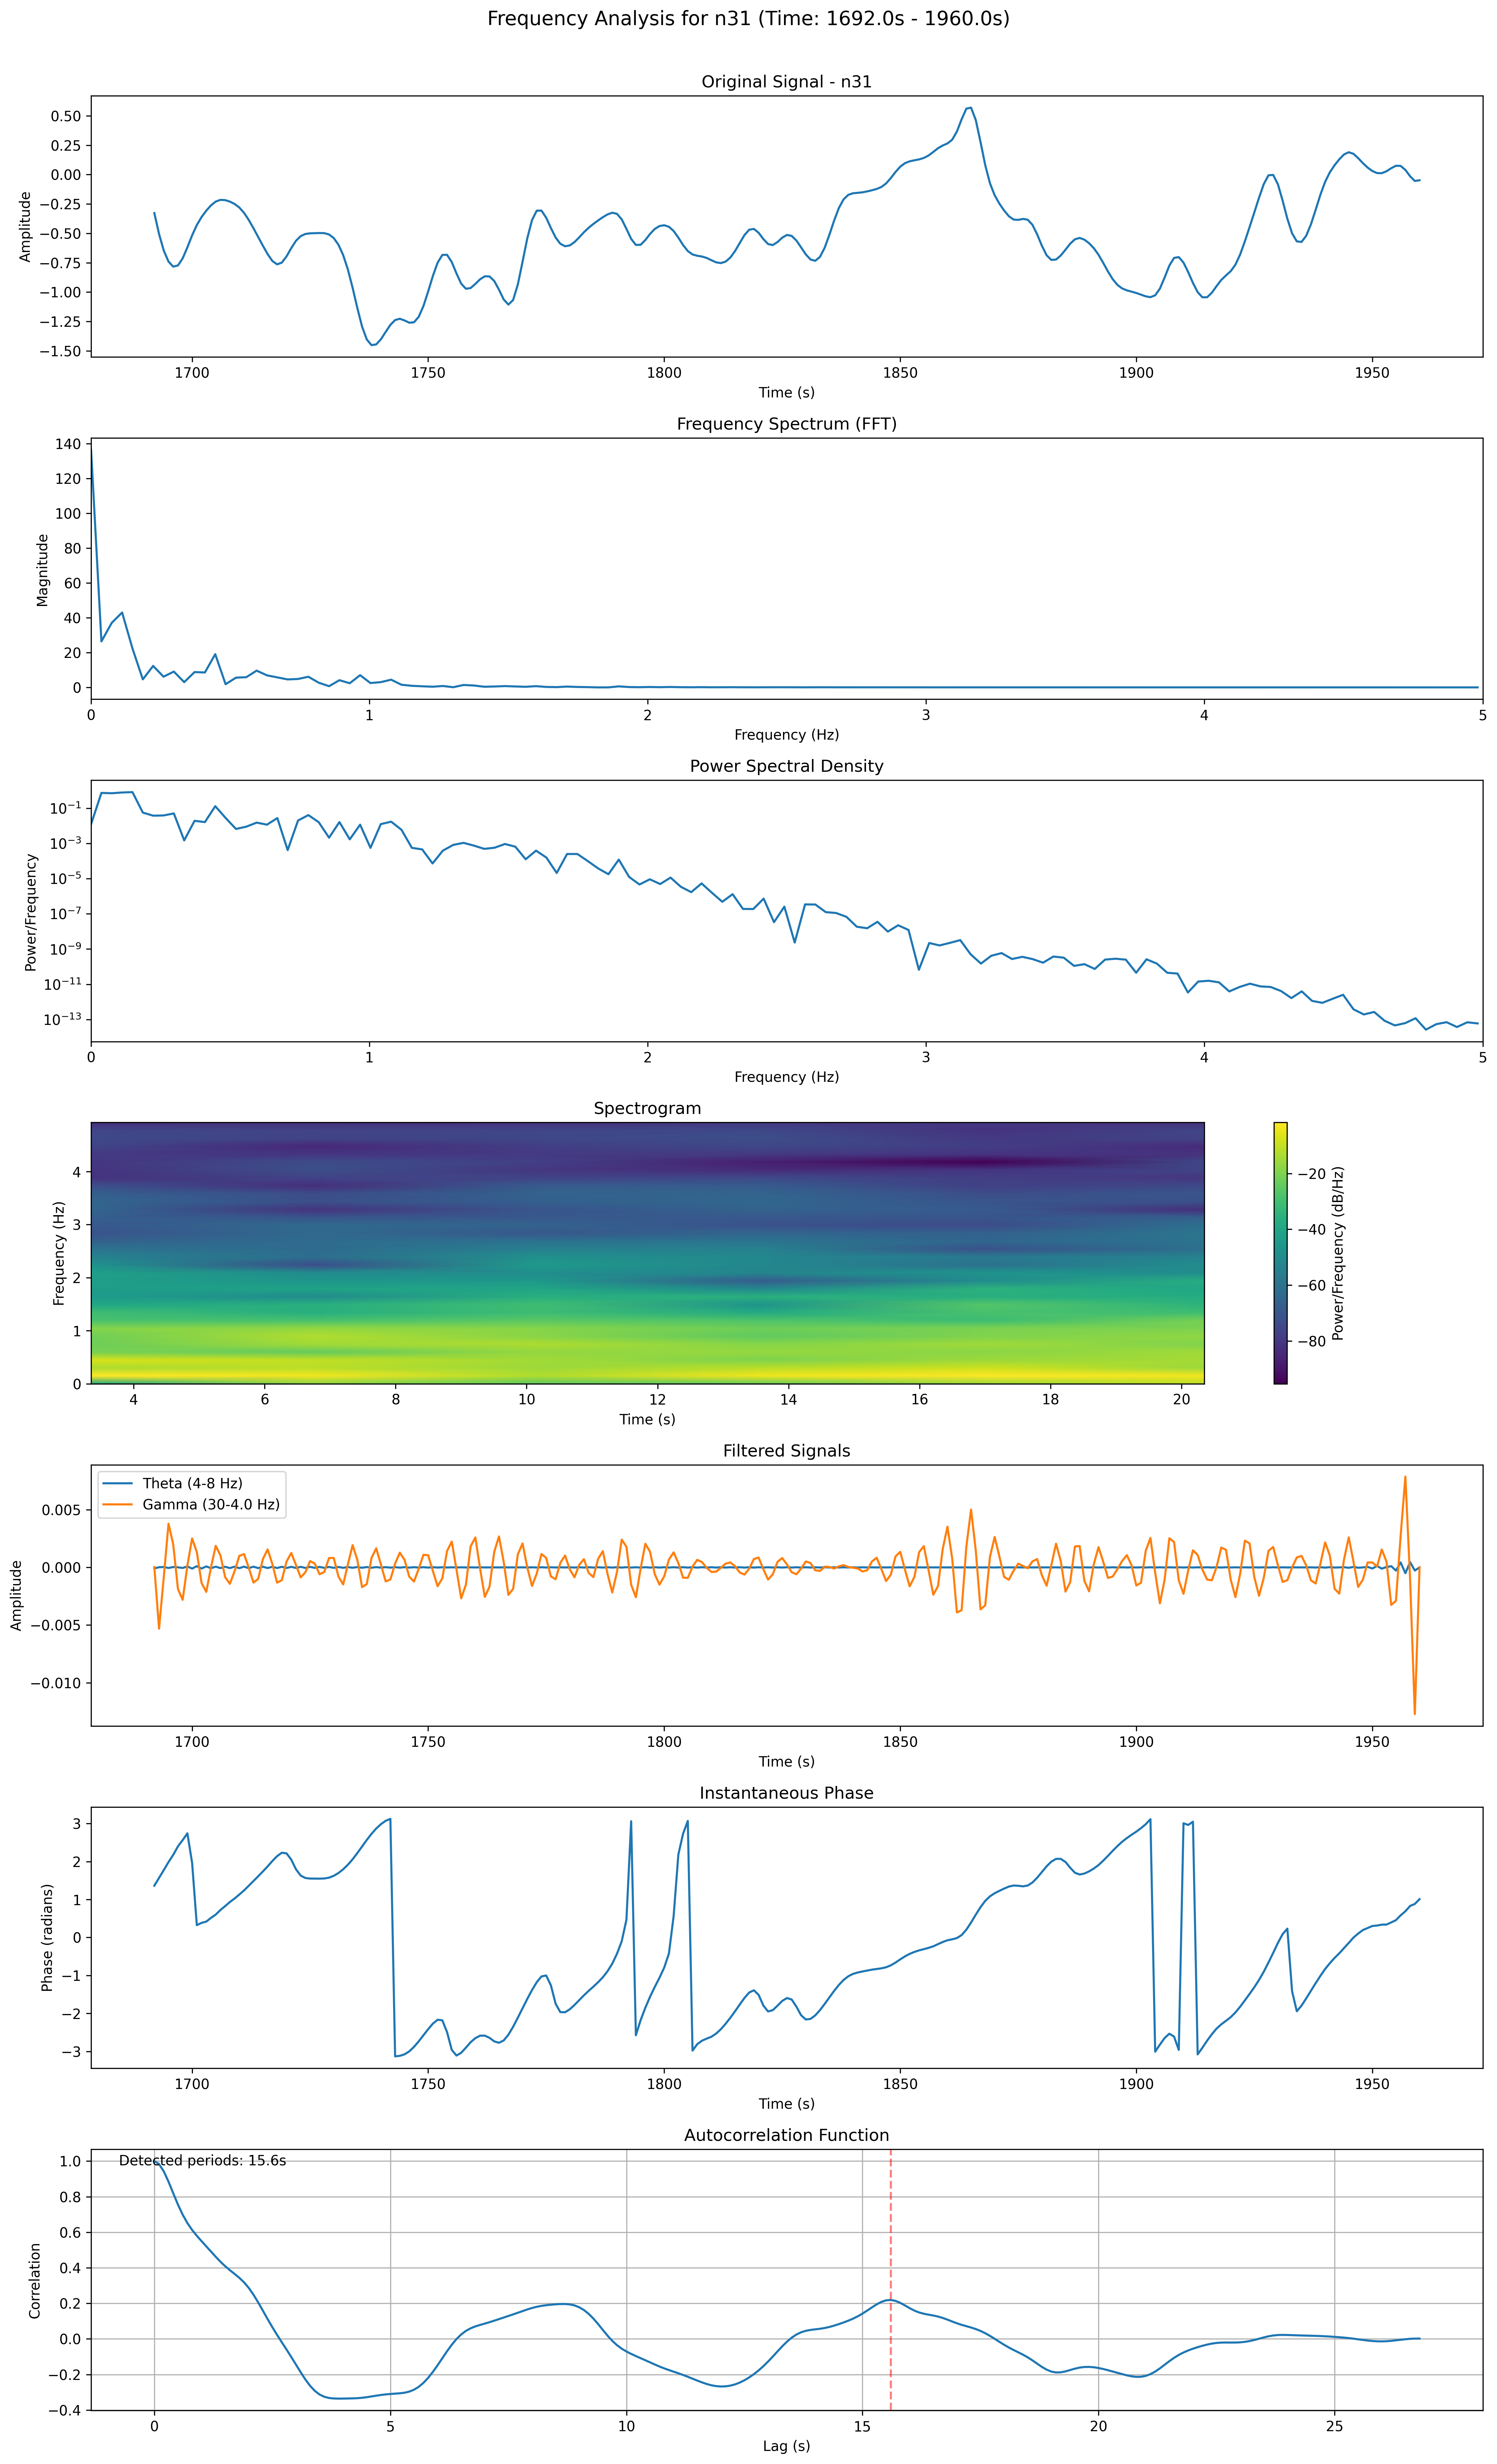 Frequency Analysis for n31 (Time: 1692.0s - 1960.0s)
Original Signal - n31
0.50
0.25
0.00
−0.25
−0.50
−0.75
−1.00
−1.25
−1.50
Amplitude
1700 1750 1800 1850 1900 1950
Time (s)
Frequency Spectrum (FFT)
140
120
100
80
60
40
20
0
Magnitude
0 1 2 3 4 5
Frequency (Hz)
Power Spectral Density
10⁻¹
10⁻³
10⁻⁵
10⁻⁷
10⁻⁹
10⁻¹¹
10⁻¹³
Power/Frequency
0 1 2 3 4 5
Frequency (Hz)
Spectrogram
4
3
2
1
0
Frequency (Hz)
4 6 8 10 12 14 16 18 20
Time (s)
−20
−40
−60
−80
Power/Frequency (dB/Hz)
Filtered Signals
Theta (4-8 Hz)
Gamma (30-4.0 Hz)
0.005
0.000
−0.005
−0.010
Amplitude
1700 1750 1800 1850 1900 1950
Time (s)
Instantaneous Phase
3
2
1
0
−1
−2
−3
Phase (radians)
1700 1750 1800 1850 1900 1950
Time (s)
Autocorrelation Function
Detected periods: 15.6s
1.0
0.8
0.6
0.4
0.2
0.0
−0.2
−0.4
Correlation
0 5 10 15 20 25
Lag (s)